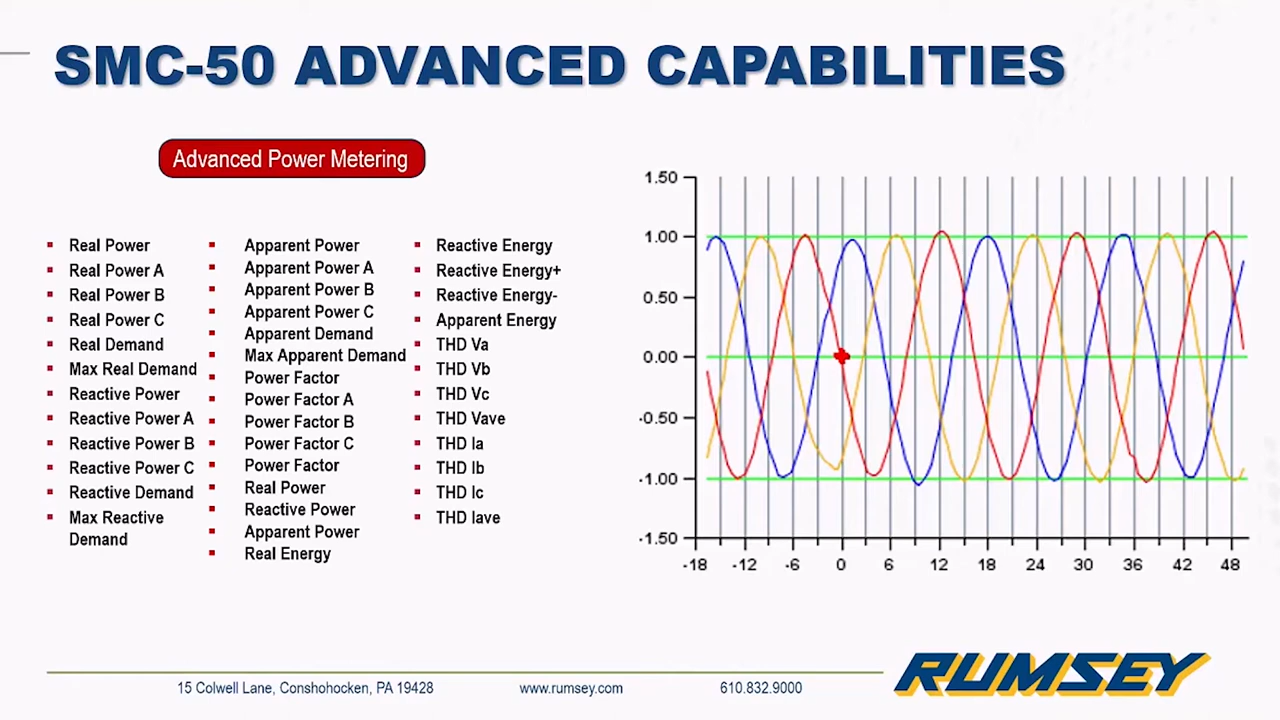 SMC-50 ADVANCED CAPABILITIES
Advanced Power Metering
Real Power
Real Power A
Real Power B
Real Power C
Real Demand
Max Real Demand
Reactive Power
Reactive Power A
Reactive Power B
Reactive Power C
Reactive Demand
Max Reactive
Demand
Apparent Power
Apparent Power A
Apparent Power B
Apparent Power C
Apparent Demand
Max Apparent Demand
Power Factor
Power Factor A
Power Factor B
Power Factor C
Power Factor
Real Power
Reactive Power
Apparent Power
Real Energy
Reactive Energy
Reactive Energy+
Reactive Energy-
Apparent Energy
THD Va
THD Vb
THD Vc
THD Vave
THD Ia
THD Ib
THD Ic
THD Iave
1.50
1.00
0.50
0.00
-0.50
-1.00
-1.50
-18 -12 -6 0 6 12 18 24 30 36 42 48
15 Colwell Lane, Conshohocken, PA 19428 www.rumsey.com 610.832.9000
RUMSEY